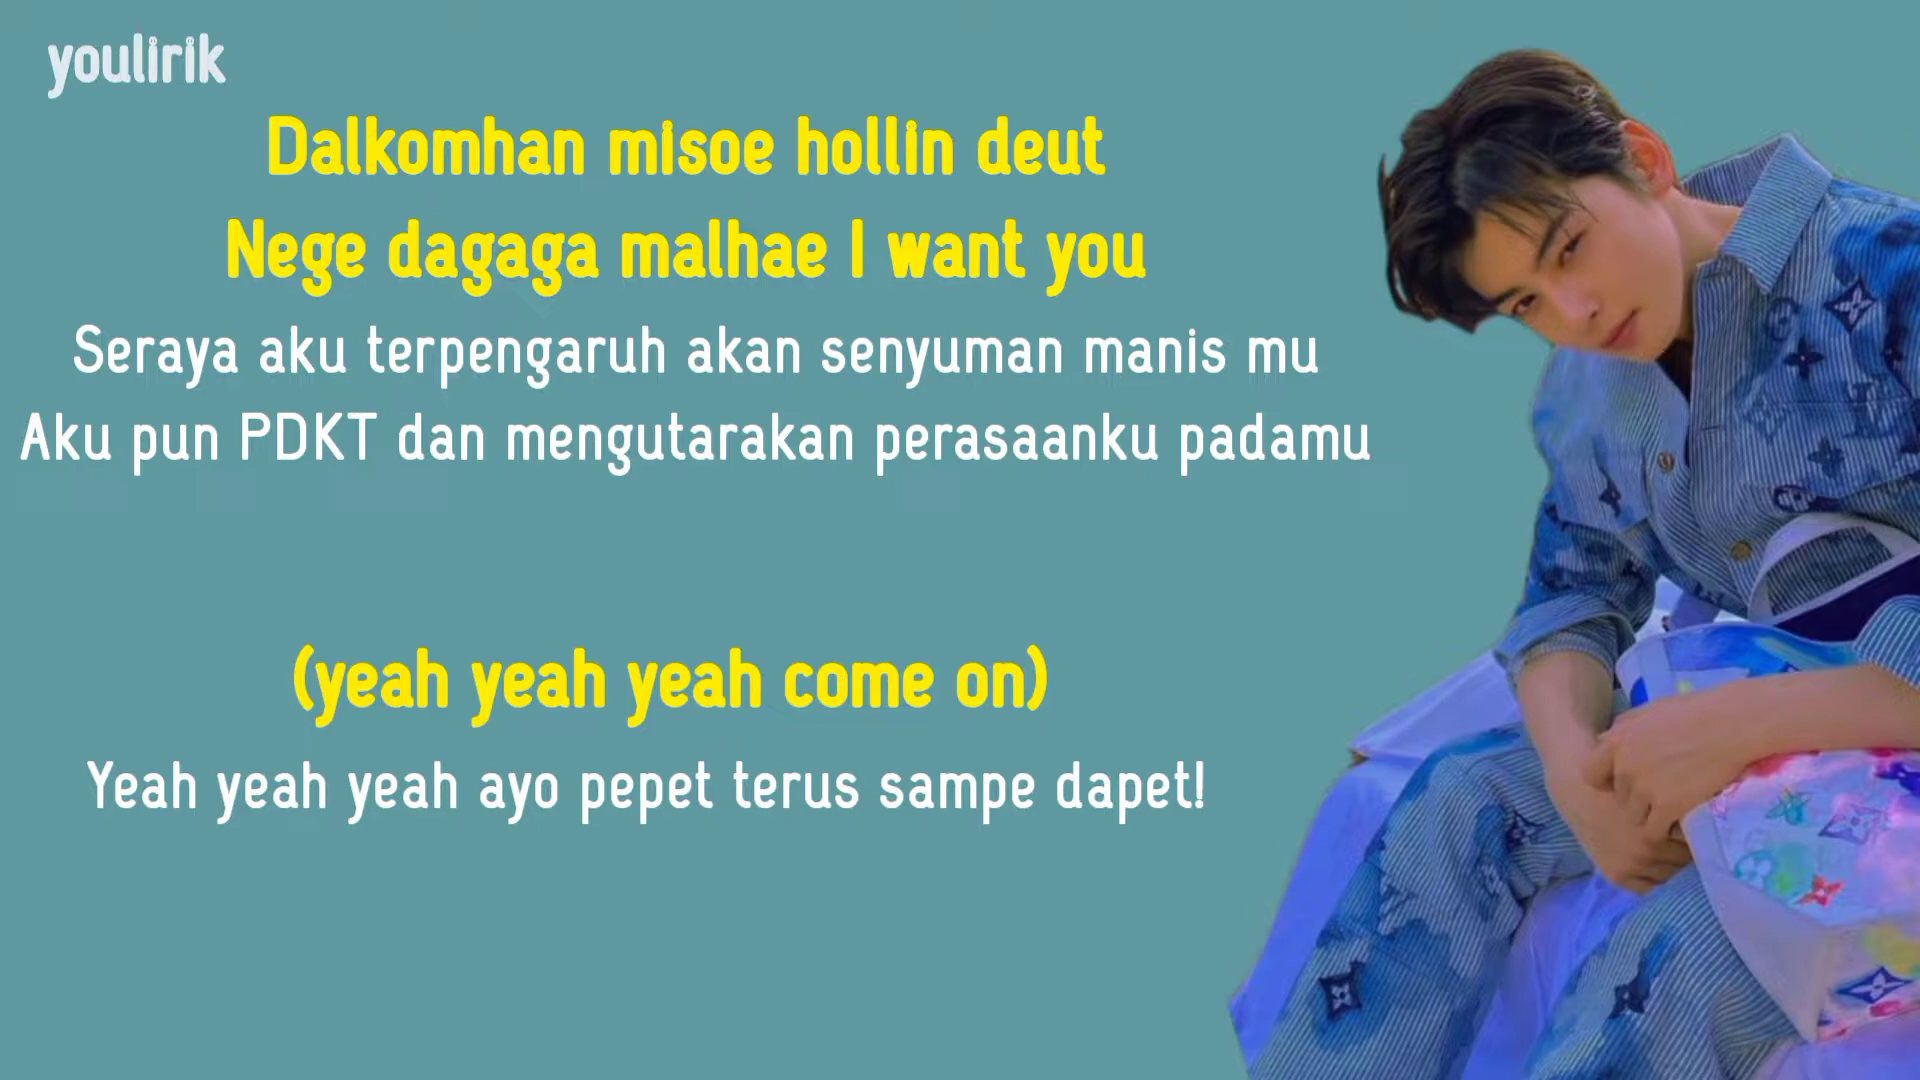 youlirik
Dalkomhan misoe hollin deut
Nege dagaga malhae I want you
Seraya aku terpengaruh akan senyuman manis mu
Aku pun PDKT dan mengutarakan perasaanku padamu
(yeah yeah yeah come on)
Yeah yeah yeah ayo pepet terus sampe dapet!